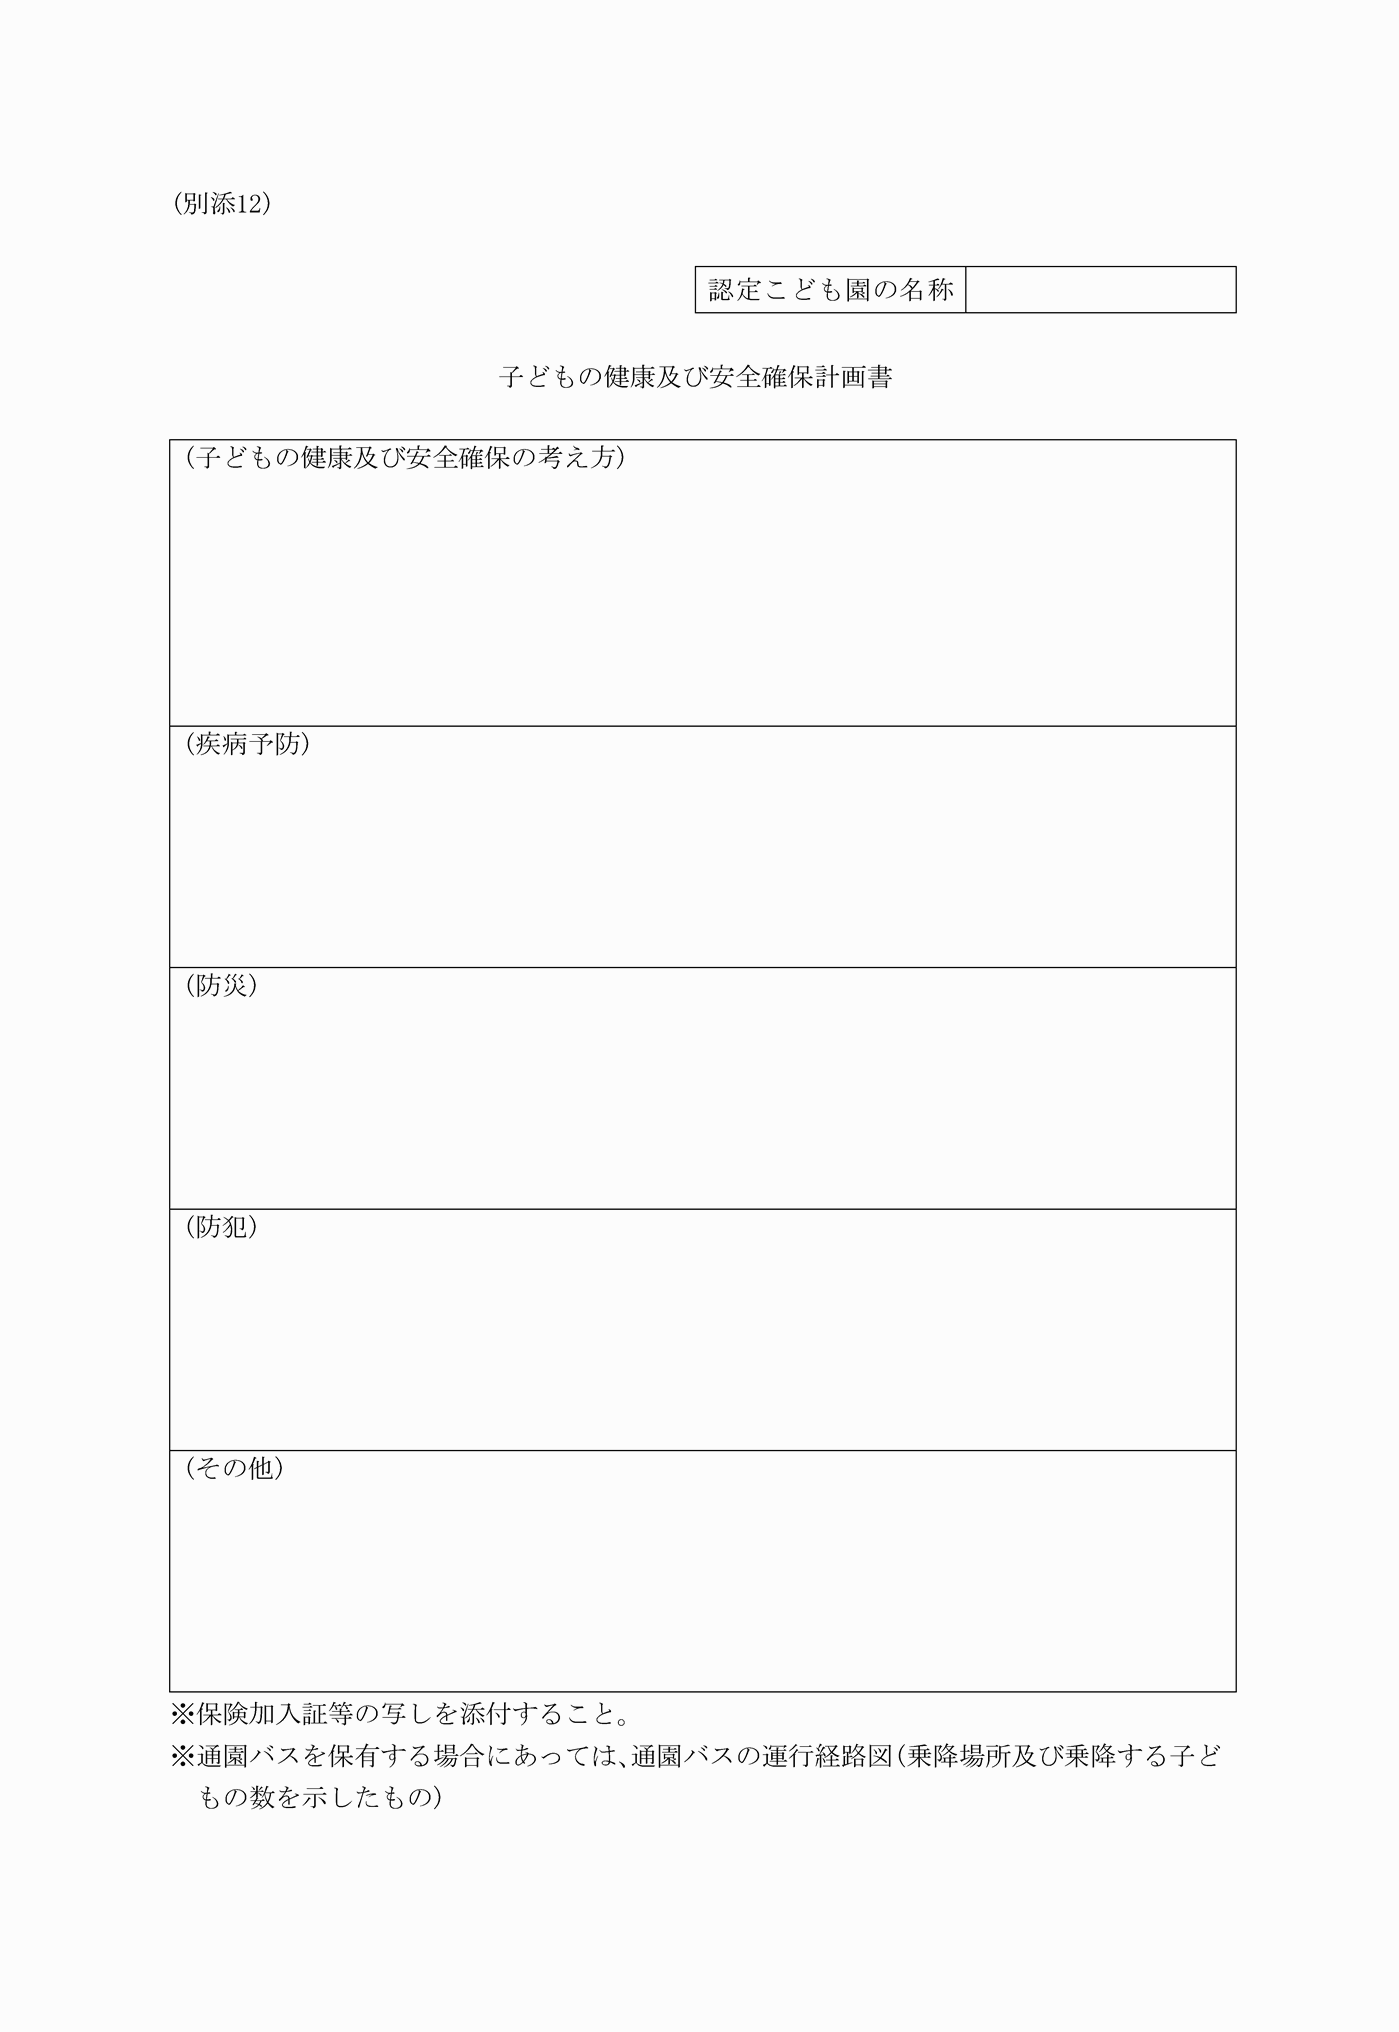 （別添12）
認定こども園の名称
子どもの健康及び安全確保計画書
（子どもの健康及び安全確保の考え方）
（疾病予防）
（防災）
（防犯）
（その他）
※保険加入証等の写しを添付すること。
※通園バスを保有する場合にあっては、通園バスの運行経路図（乗降場所及び乗降する子ど
もの数を示したもの）